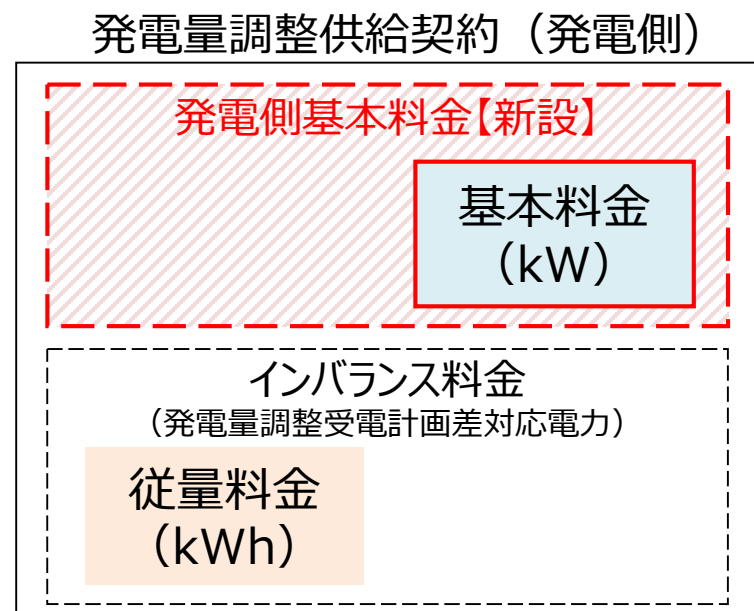 発電量調整供給契約（発電側）
発電側基本料金【新設】
基本料金
（kW）
インバランス料金
（発電量調整受電計画差対応電力）
従量料金
（kWh）